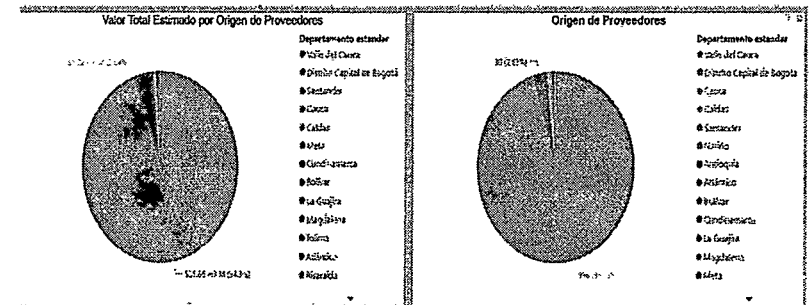 Valor Total Estimado por Origen de Proveedores
Departamento estandar
Valle del Cauca
Distrito Capital de Bogotá
Santander
Cauca
Caldas
Meta
Cundinamarca
Bolívar
La Guajira
Magdalena
Tolima
Atlántico
Risaralda
Origen de Proveedores
Departamento estandar
Valle del Cauca
Distrito Capital de Bogota
Cauca
Caldas
Santander
Nariño
Antioquia
Atlántico
Bolívar
Cundinamarca
La Guajira
Magdalena
Meta